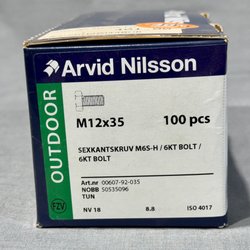 Arvid Nilsson
OUTDOOR
M12x35 100 pcs
SEXKANTSKRUV M6S-H / 6KT BOLT /
6KT BOLT
Art.nr 00607-92-035
NOBB 50535096
TUN
FZV
NV 18 8.8 ISO 4017